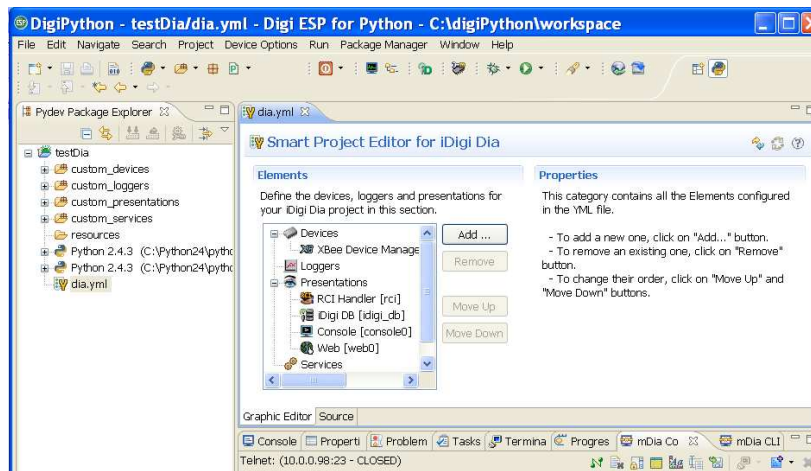 DigiPython - testDia/dia.yml - Digi ESP for Python - C:\digiPython\workspace
File Edit Navigate Search Project Device Options Run Package Manager Window Help
Pydev Package Explorer
testDia
custom_devices
custom_loggers
custom_presentations
custom_services
resources
Python 2.4.3 (C:\Python24\pythc
Python 2.4.3 (C:\Python24\pythc
dia.yml
dia.yml
Smart Project Editor for iDigi Dia
Elements
Define the devices, loggers and presentations for
your iDigi Dia project in this section.
Devices
XBee Device Manage
Loggers
Presentations
RCI Handler [rci]
iDigi DB [idigi_db]
Console [console0]
Web [web0]
Services
Add ...
Remove
Move Up
Move Down
Properties
This category contains all the Elements configured
in the YML file.
- To add a new one, click on "Add..." button.
- To remove an existing one, click on "Remove"
button.
- To change their order, click on "Move Up" and
"Move Down" buttons.
Graphic Editor Source
Console Properti Problem Tasks Termina Progres mDia Co mDia CLI
Telnet: (10.0.0.98:23 - CLOSED)